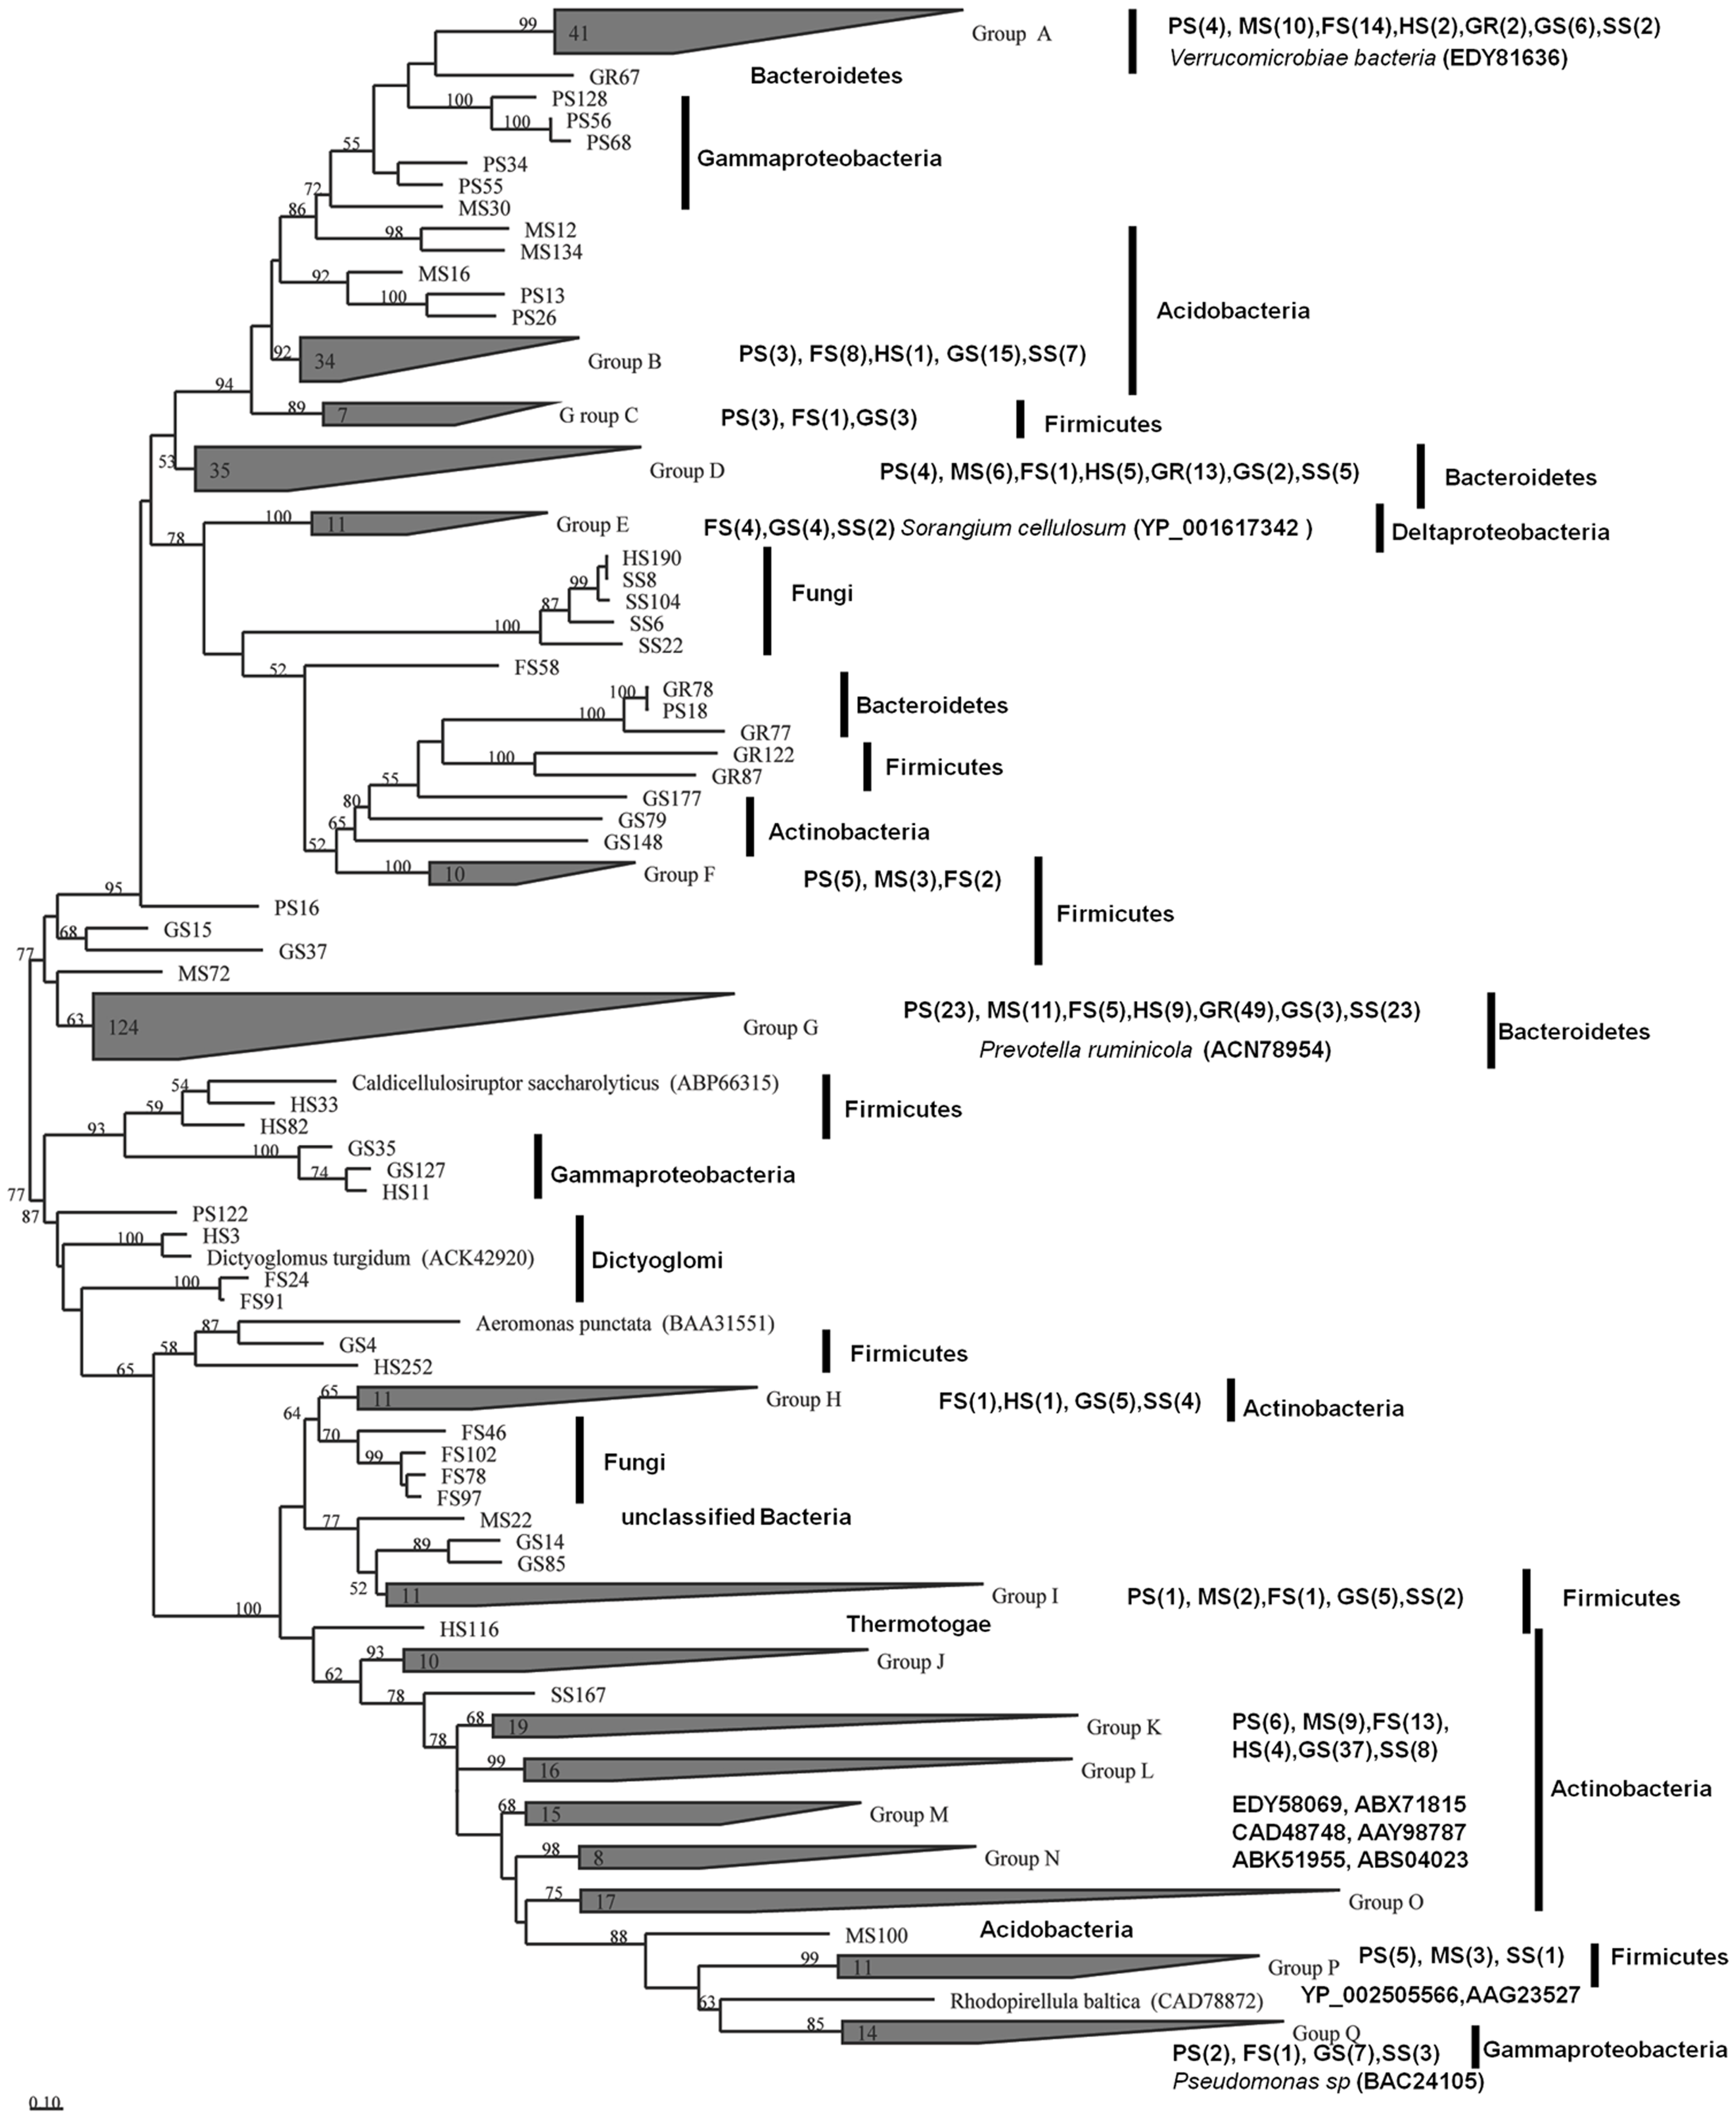 99 41 Group A PS(4), MS(10),FS(14),HS(2),GR(2),GS(6),SS(2)
Verrucomicrobiae bacteria (EDY81636)
GR67 Bacteroidetes
100 PS128
100 PS56
PS68
Gammaproteobacteria
55 PS34
PS55
72 MS30
86 98 MS12
MS134
92 MS16
100 PS13
PS26
Acidobacteria
92 34 Group B PS(3), FS(8),HS(1), GS(15),SS(7)
94 89 7 G roup C PS(3), FS(1),GS(3) Firmicutes
53 35 Group D PS(4), MS(6),FS(1),HS(5),GR(13),GS(2),SS(5) Bacteroidetes
78 100 11 Group E FS(4),GS(4),SS(2) Sorangium cellulosum (YP_001617342 ) Deltaproteobacteria
HS190
99 SS8
SS104 Fungi
87 SS6
100 SS22
52 FS58
100 GR78
100 PS18 Bacteroidetes
GR77
100 GR122
GR87 Firmicutes
55 GS177
80 GS79
65 GS148 Actinobacteria
52 100 10 Group F PS(5), MS(3),FS(2)
95 PS16 Firmicutes
68 GS15
GS37
77 MS72
63 124 Group G PS(23), MS(11),FS(5),HS(9),GR(49),GS(3),SS(23)
Prevotella ruminicola (ACN78954)
Bacteroidetes
54 Caldicellulosiruptor saccharolyticus (ABP66315)
59 HS33 Firmicutes
93 HS82
100 GS35
74 GS127
HS11
Gammaproteobacteria
77
87 PS122
100 HS3
Dictyoglomus turgidum (ACK42920) Dictyoglomi
100 FS24
FS91
87 Aeromonas punctata (BAA31551)
58 GS4 Firmicutes
65 HS252
65 11 Group H FS(1),HS(1), GS(5),SS(4) Actinobacteria
64 70 FS46
99 FS102 Fungi
FS78
FS97
77 MS22 unclassified Bacteria
89 GS14
GS85
52 11 Group I PS(1), MS(2),FS(1), GS(5),SS(2) Firmicutes
100 HS116 Thermotogae
62 93 10 Group J
78 SS167
78 68 19 Group K PS(6), MS(9),FS(13),
HS(4),GS(37),SS(8)
99 16 Group L
Actinobacteria
68 15 Group M EDY58069, ABX71815
CAD48748, AAY98787
98 8 Group N ABK51955, ABS04023
75 17 Group O
88 MS100 Acidobacteria
99 11 Group P PS(5), MS(3), SS(1) Firmicutes
63 Rhodopirellula baltica (CAD78872) YP_002505566,AAG23527
85 14 Goup Q
PS(2), FS(1), GS(7),SS(3) Gammaproteobacteria
Pseudomonas sp (BAC24105)
0.10